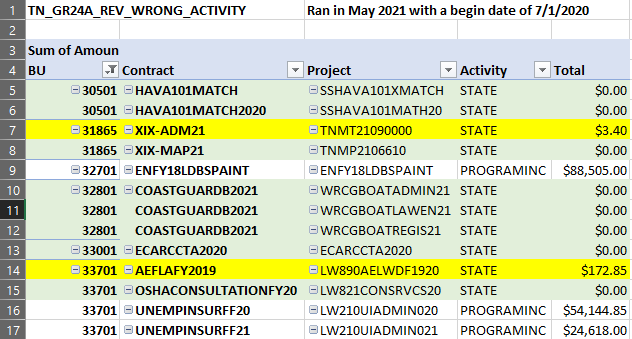 1 TN_GR24A_REV_WRONG_ACTIVITY Ran in May 2021 with a begin date of 7/1/2020
2
3 Sum of Amoun
4 BU Contract Project Activity Total
5 30501 HAVA101MATCH SSHAVA101XMATCH STATE $0.00
6 30501 HAVA101MATCH2020 SSHAVA101MATH20 STATE $0.00
7 31865 XIX-ADM21 TNMT21090000 STATE $3.40
8 31865 XIX-MAP21 TNMP2106610 STATE $0.00
9 32701 ENFY18LDBSPAINT ENFY18LDBSPAINT PROGRAMINC $88,505.00
10 32801 COASTGUARDB2021 WRCGBOATADMIN21 STATE $0.00
11 32801 COASTGUARDB2021 WRCGBOATLAWEN21 STATE $0.00
12 32801 COASTGUARDB2021 WRCGBOATREGIS21 STATE $0.00
13 33001 ECARCCTA2020 ECARCCTA2020 STATE $0.00
14 33701 AEFLAFY2019 LW890AELWDF1920 STATE $172.85
15 33701 OSHACONSULTATIONFY20 LW821CONSRVCS20 STATE $0.00
16 33701 UNEMPINSURFF20 LW210UIADMIN020 PROGRAMINC $54,144.85
17 33701 UNEMPINSURFF21 LW210UIADMIN021 PROGRAMINC $24,618.00